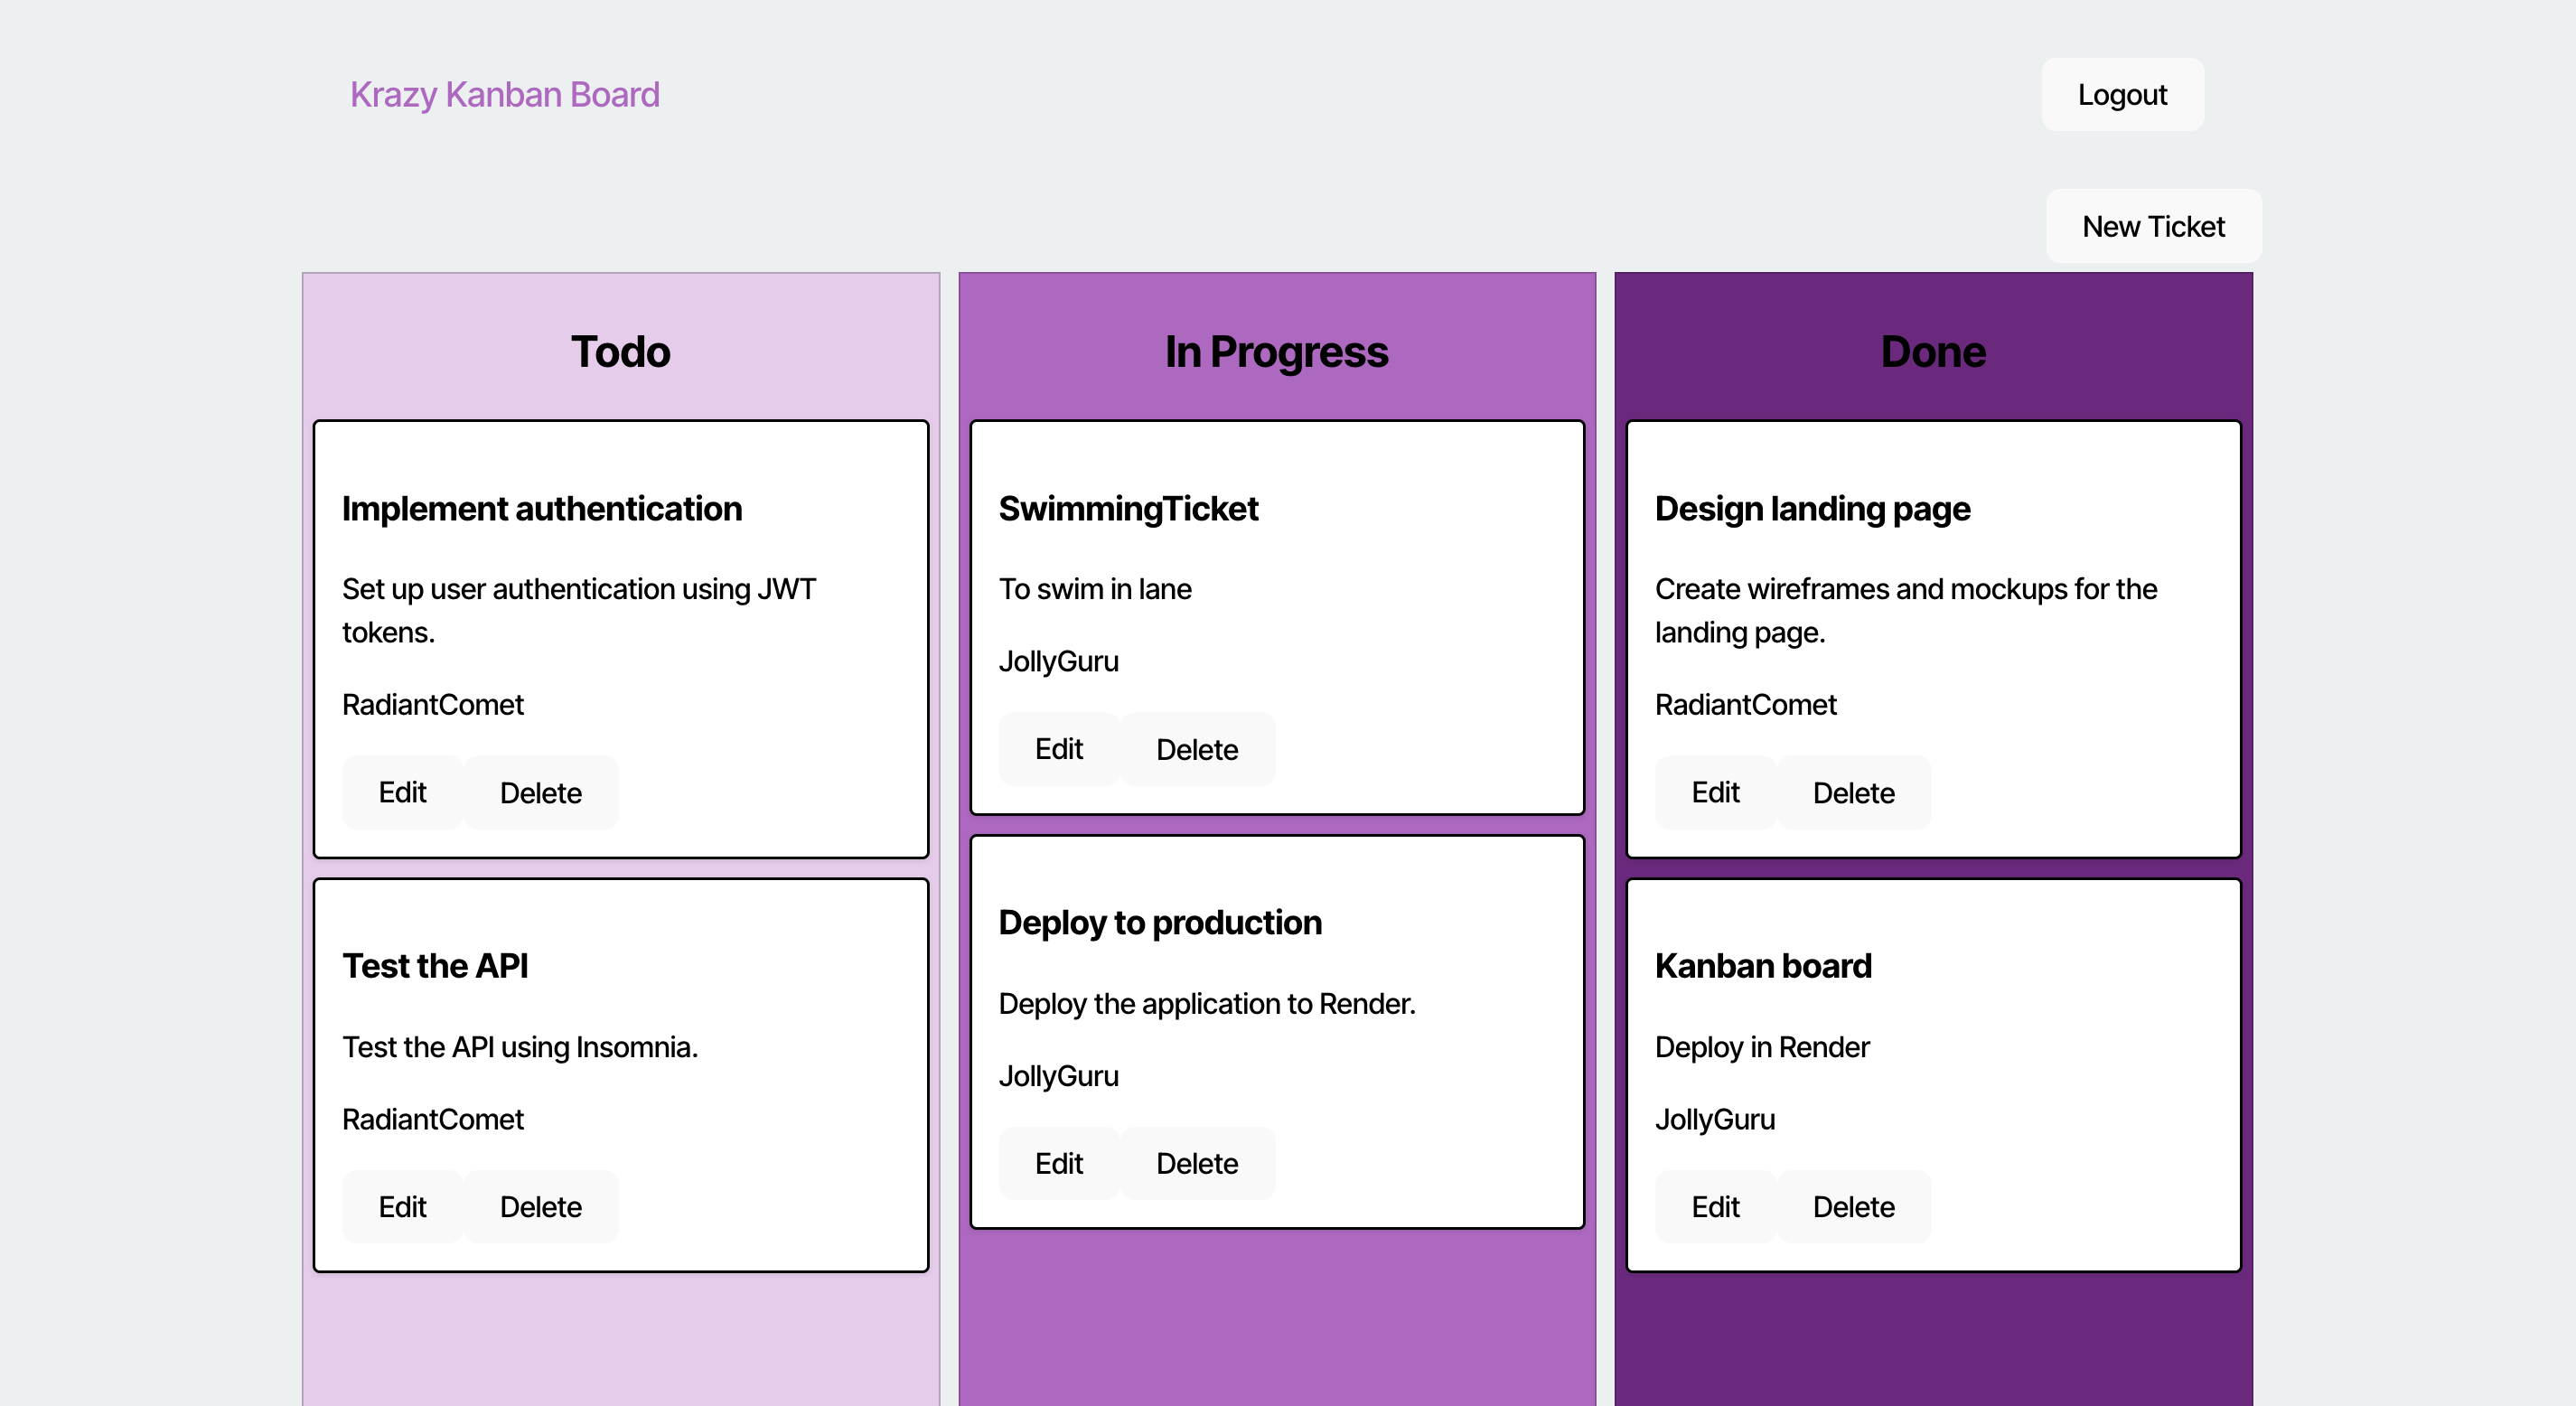 Krazy Kanban Board
Logout
New Ticket
Todo
Implement authentication
Set up user authentication using JWT
tokens.
RadiantComet
Edit
Delete
Test the API
Test the API using Insomnia.
RadiantComet
Edit
Delete
In Progress
SwimmingTicket
To swim in lane
JollyGuru
Edit
Delete
Deploy to production
Deploy the application to Render.
JollyGuru
Edit
Delete
Done
Design landing page
Create wireframes and mockups for the
landing page.
RadiantComet
Edit
Delete
Kanban board
Deploy in Render
JollyGuru
Edit
Delete